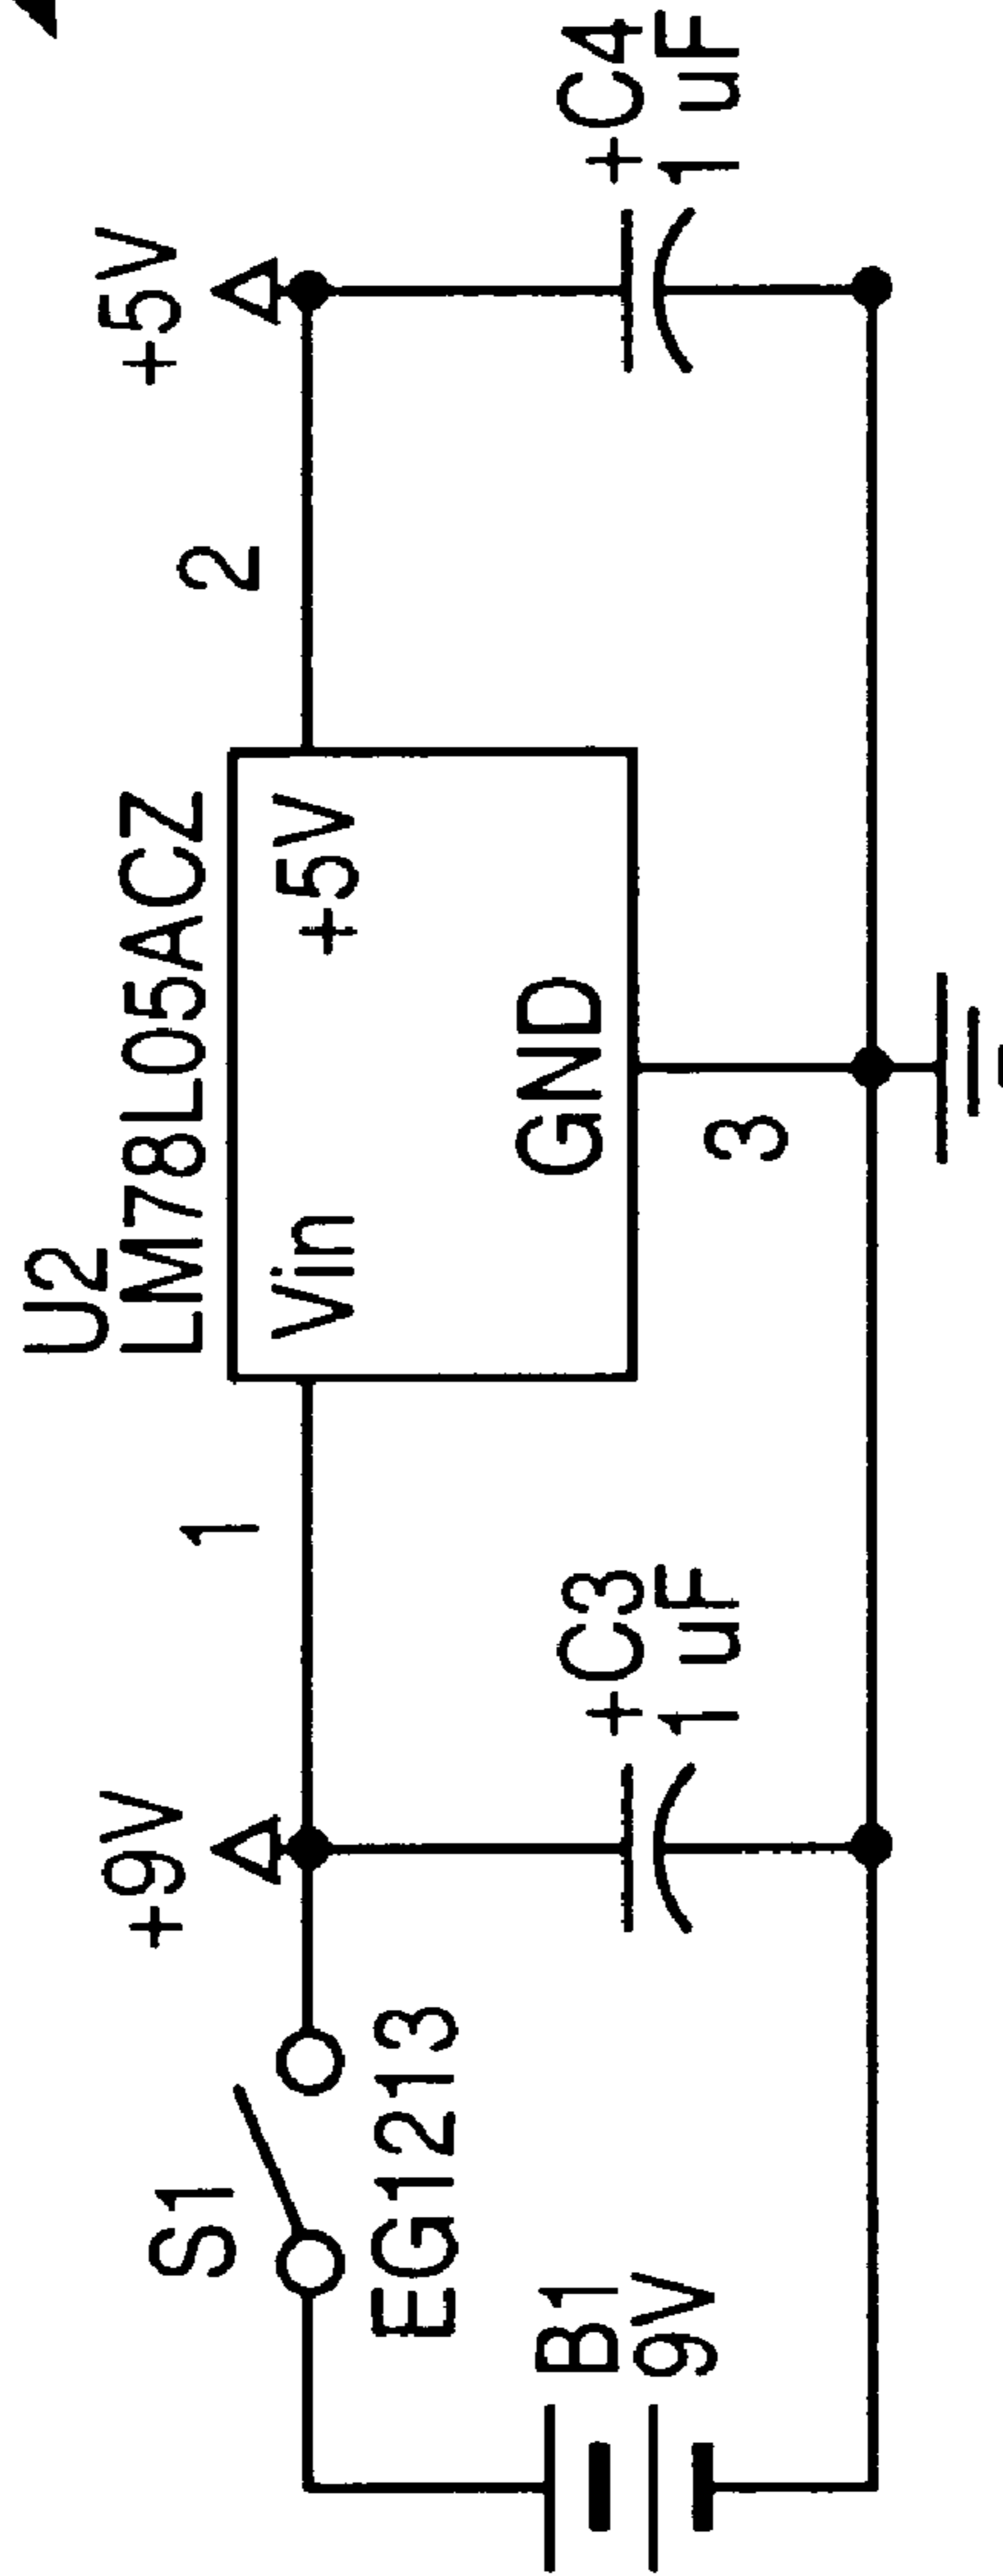 S1
EG1213
B1
9V
+9V
+C3
1 uF
1
U2
LM78L05ACZ
Vin
+5V
GND
3
2
+5V
+C4
1 uF